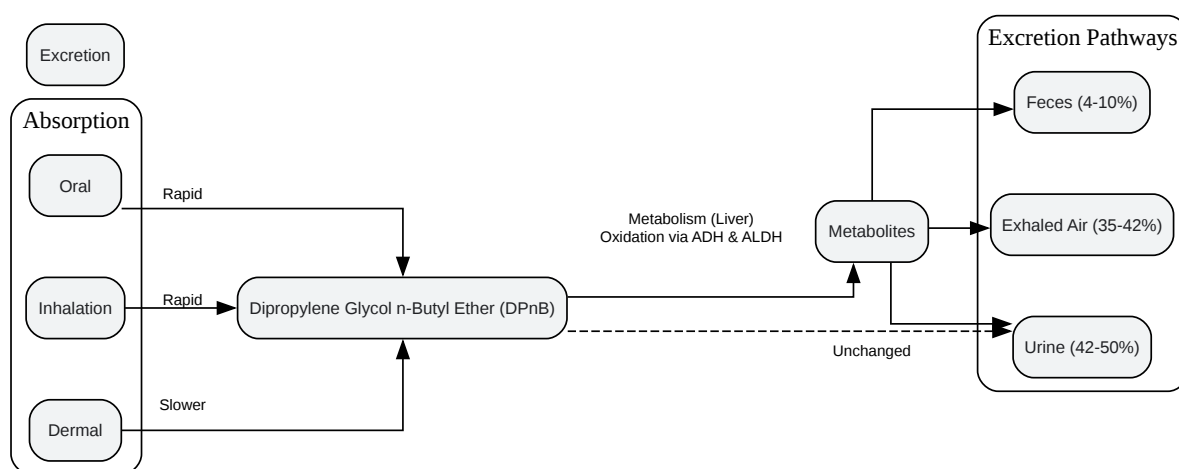 Excretion
Absorption
Oral
Inhalation
Dermal
Rapid
Rapid
Slower
Dipropylene Glycol n-Butyl Ether (DPnB)
Metabolism (Liver)
Oxidation via ADH & ALDH
Unchanged
Metabolites
Excretion Pathways
Feces (4-10%)
Exhaled Air (35-42%)
Urine (42-50%)